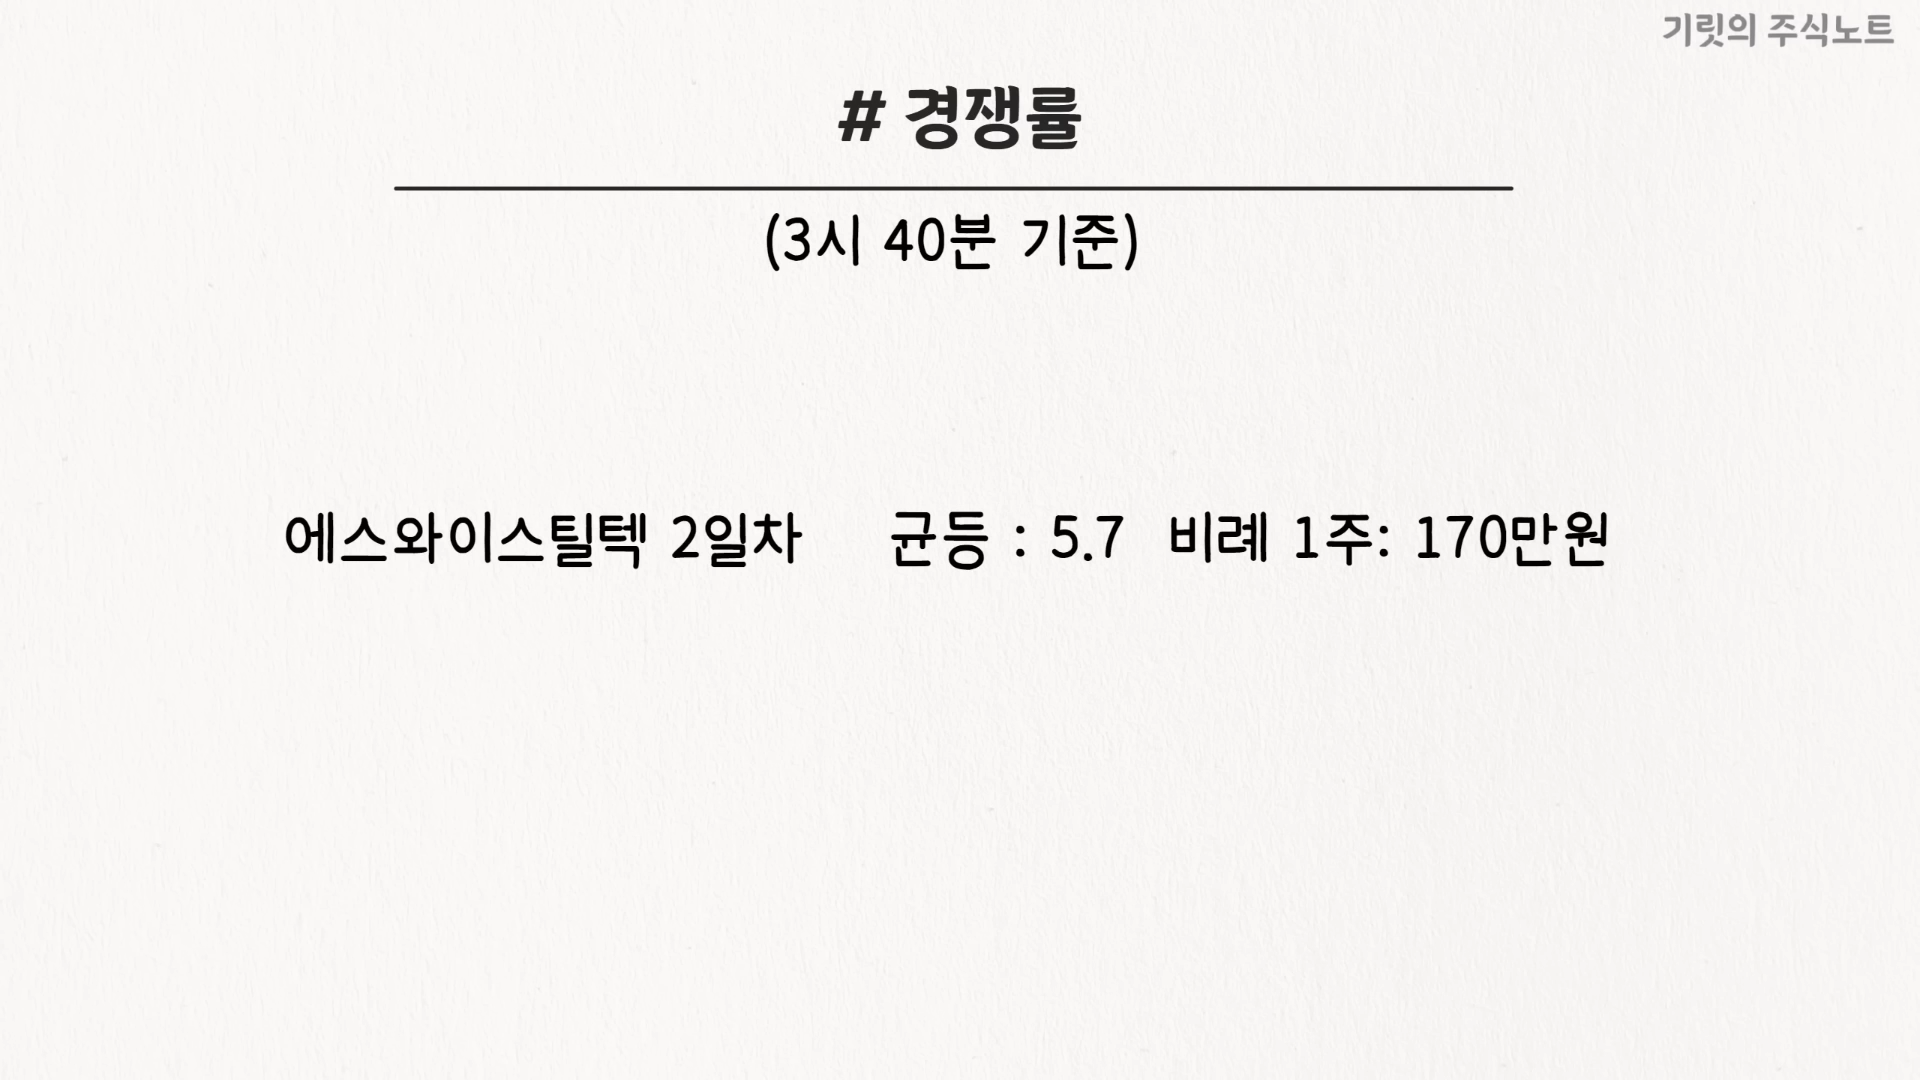 기릿의 주식노트
# 경쟁률
(3시 40분 기준)
에스와이스틸텍 2일차 균등 : 5.7 비례 1주: 170만원